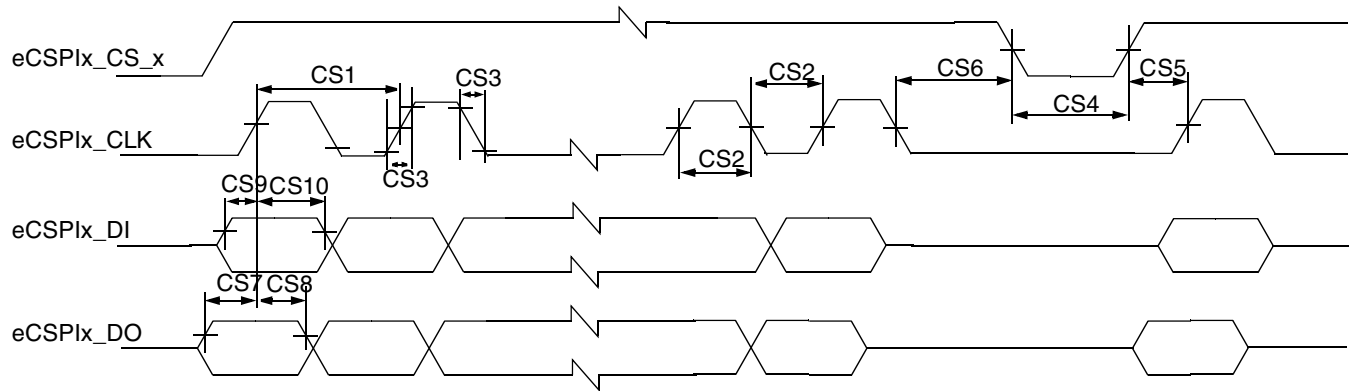 eCSPIx_CS_x
CS1
CS3
CS2
CS6
CS5
CS4
eCSPIx_CLK
CS3
CS2
CS9
CS10
eCSPIx_DI
CS7
CS8
eCSPIx_DO